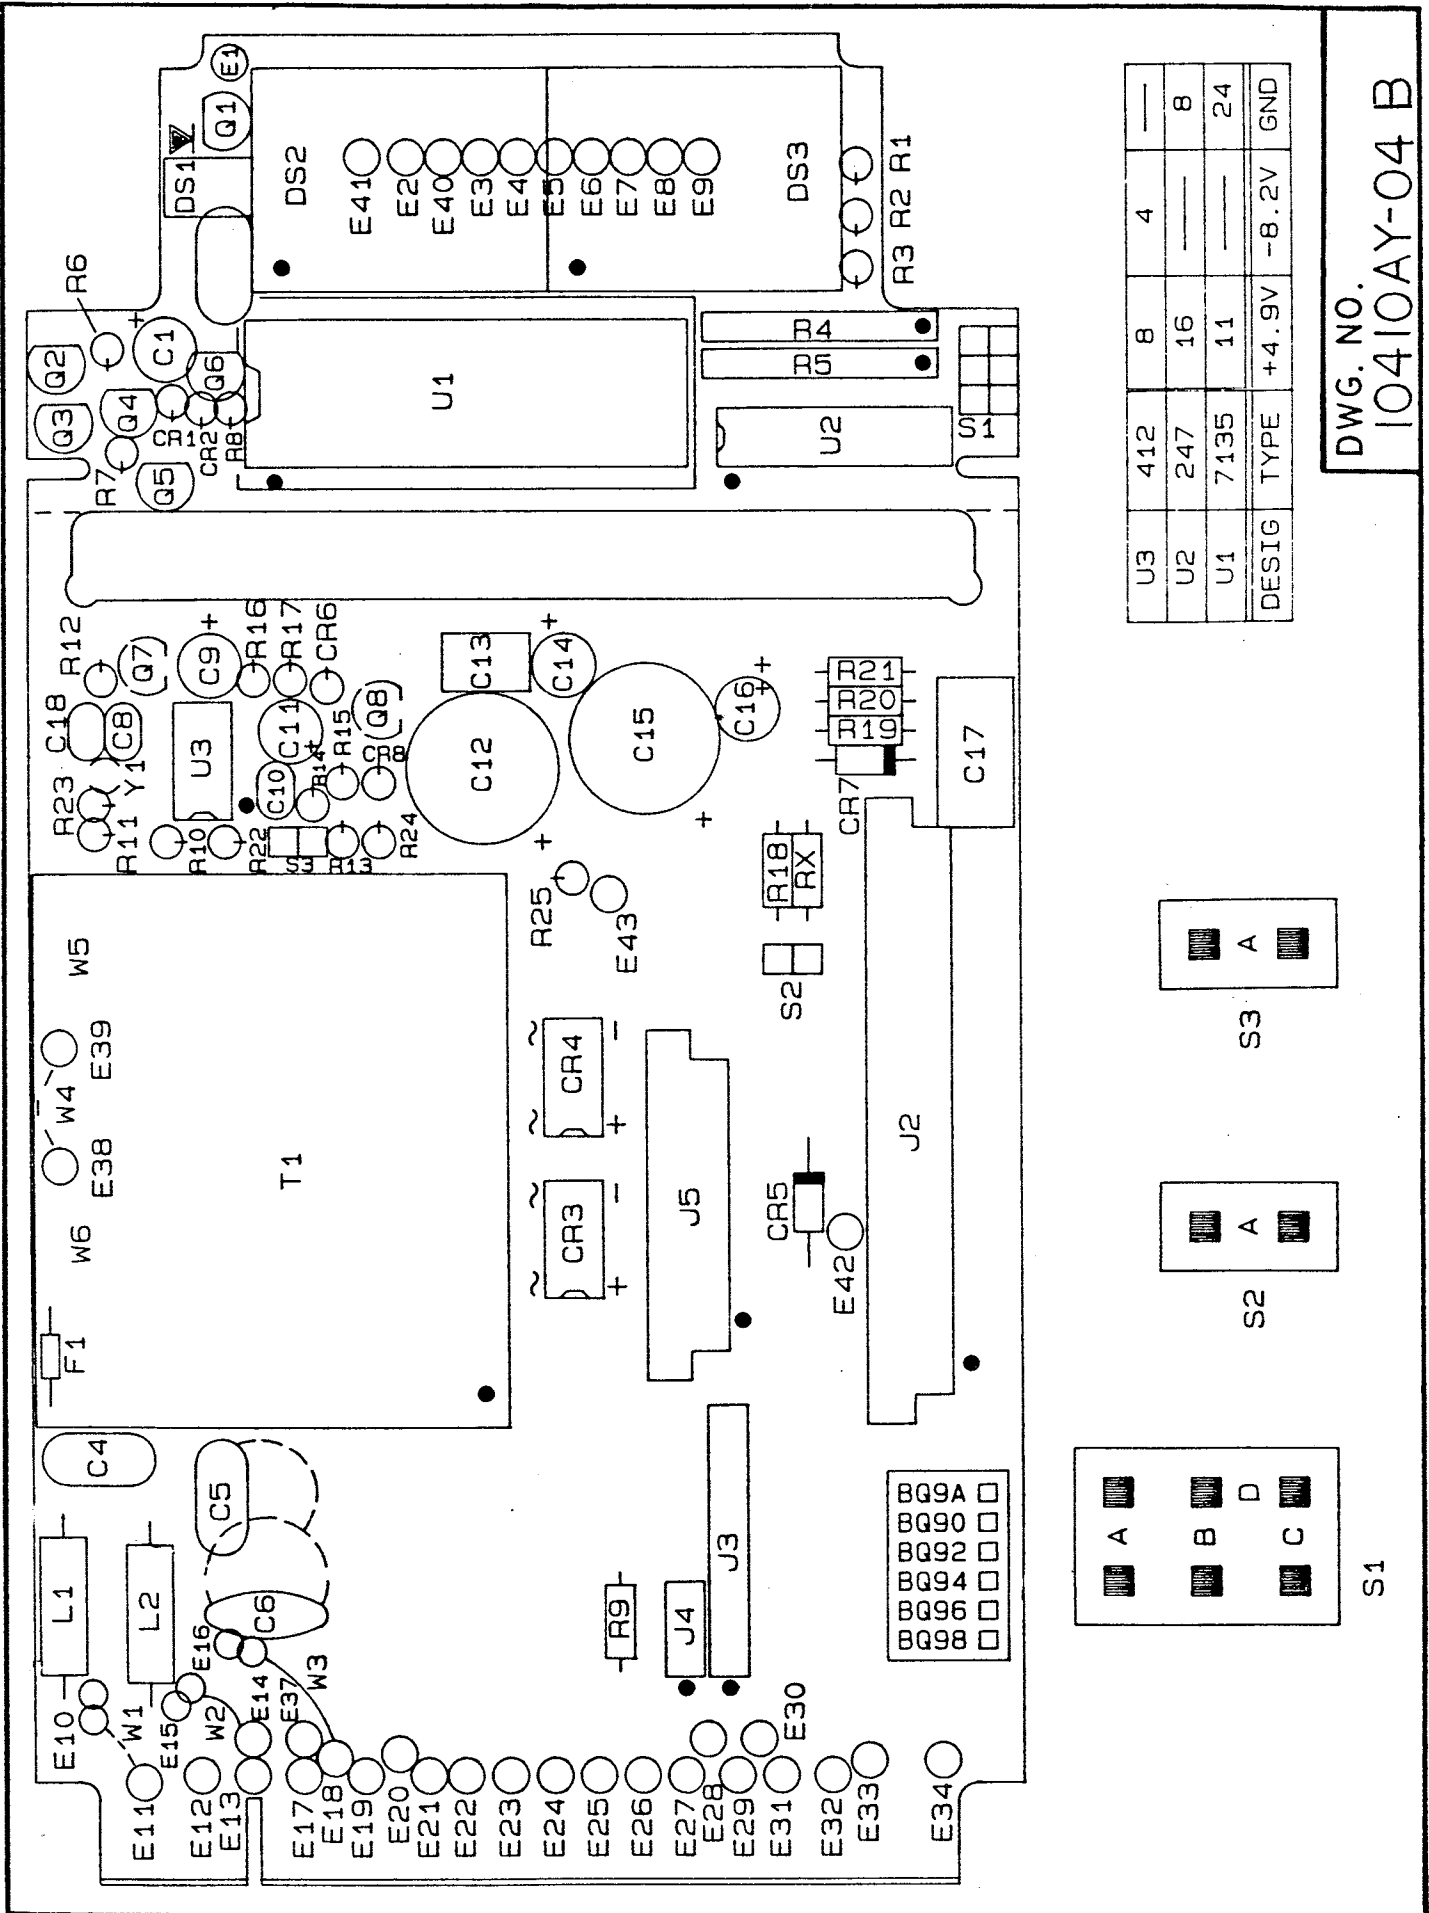 DWG. NO.
10410AY-04 B
U3 412 8 4 —
U2 247 16 — 8
U1 7135 11 — 24
DESIG TYPE +4.9V -8.2V GND
E1
Q1
DS1
DS2
E41
E2
E40
E3
E4
E5
E6
E7
E8
E9
DS3
R1
R2
R3
R6
Q2
+
C1
Q6
Q3
Q4
CR1
CR2
R8
R7
Q5
U1
R4
R5
U2
S1
R12
Q7
C9
+
R16
R17
CR6
C18
C8
U3
C11
+
R15
Q8
C13
C14
+
C12
+
C15
+
C16
+
R21
R20
R19
CR7
C17
R23
Y1
R11
R10
R22
C10
R14
CR8
S3
R13
R24
R25
E43
R18
RX
S2
W5
E39
W4
E38
W6
T1
F1
~ −
CR4
~ +
~ −
CR3
~ +
J5
CR5
E42
J2
C4
C5
L1
L2
C6
E16
W3
R9
J4
J3
BQ9A
BQ90
BQ92
BQ94
BQ96
BQ98
E10
W1
E15
W2
E14
E37
E30
E11
E12
E13
E17
E18
E19
E20
E21
E22
E23
E24
E25
E26
E27
E28
E29
E31
E32
E33
E34
A
S3
A
S2
A
B
D
C
S1